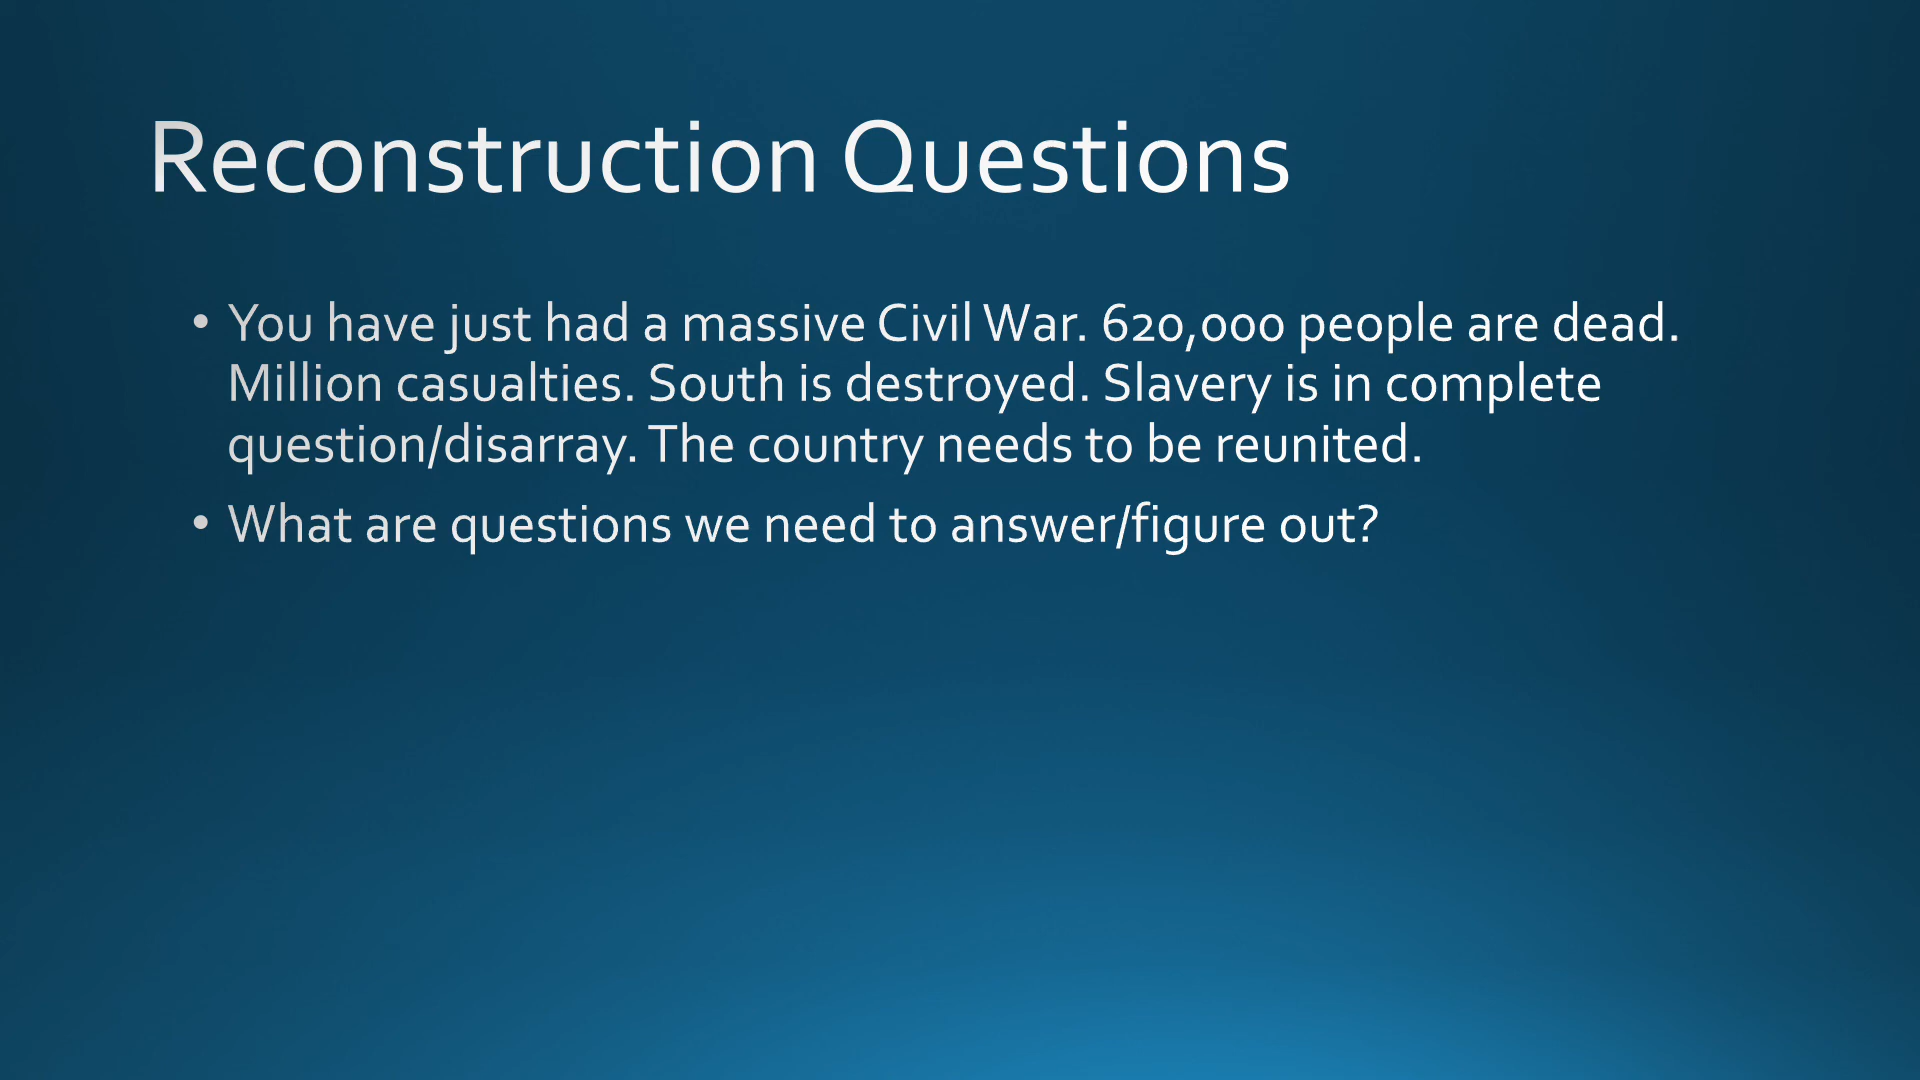 Reconstruction Questions
• You have just had a massive Civil War. 620,000 people are dead.
Million casualties. South is destroyed. Slavery is in complete
question/disarray. The country needs to be reunited.
• What are questions we need to answer/figure out?